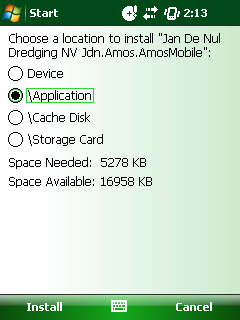 Start 2:13
Choose a location to install "Jan De Nul
Dredging NV Jdn.Amos.AmosMobile":
Device
\Application
\Cache Disk
\Storage Card
Space Needed: 5278 KB
Space Available: 16958 KB
Install Cancel